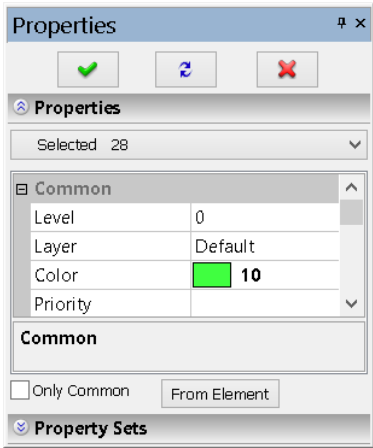 Properties
Properties
Selected 28
Common
Level 0
Layer Default
Color 10
Priority
Common
Only Common From Element
Property Sets